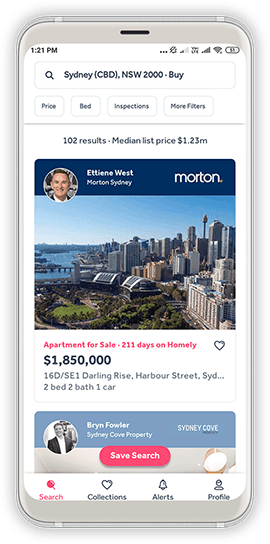 1:21 PM
51
Sydney (CBD), NSW 2000 · Buy
Price
Bed
Inspections
More Filters
102 results · Median list price $1.23m
Ettiene West
Morton Sydney
morton.
Apartment for Sale · 211 days on Homely
$1,850,000
16D/SE1 Darling Rise, Harbour Street, Syd...
2 bed 2 bath 1 car
Bryn Fowler
Sydney Cove Property
SYDNEY COVE
Save Search
Search
Collections
Alerts
Profile